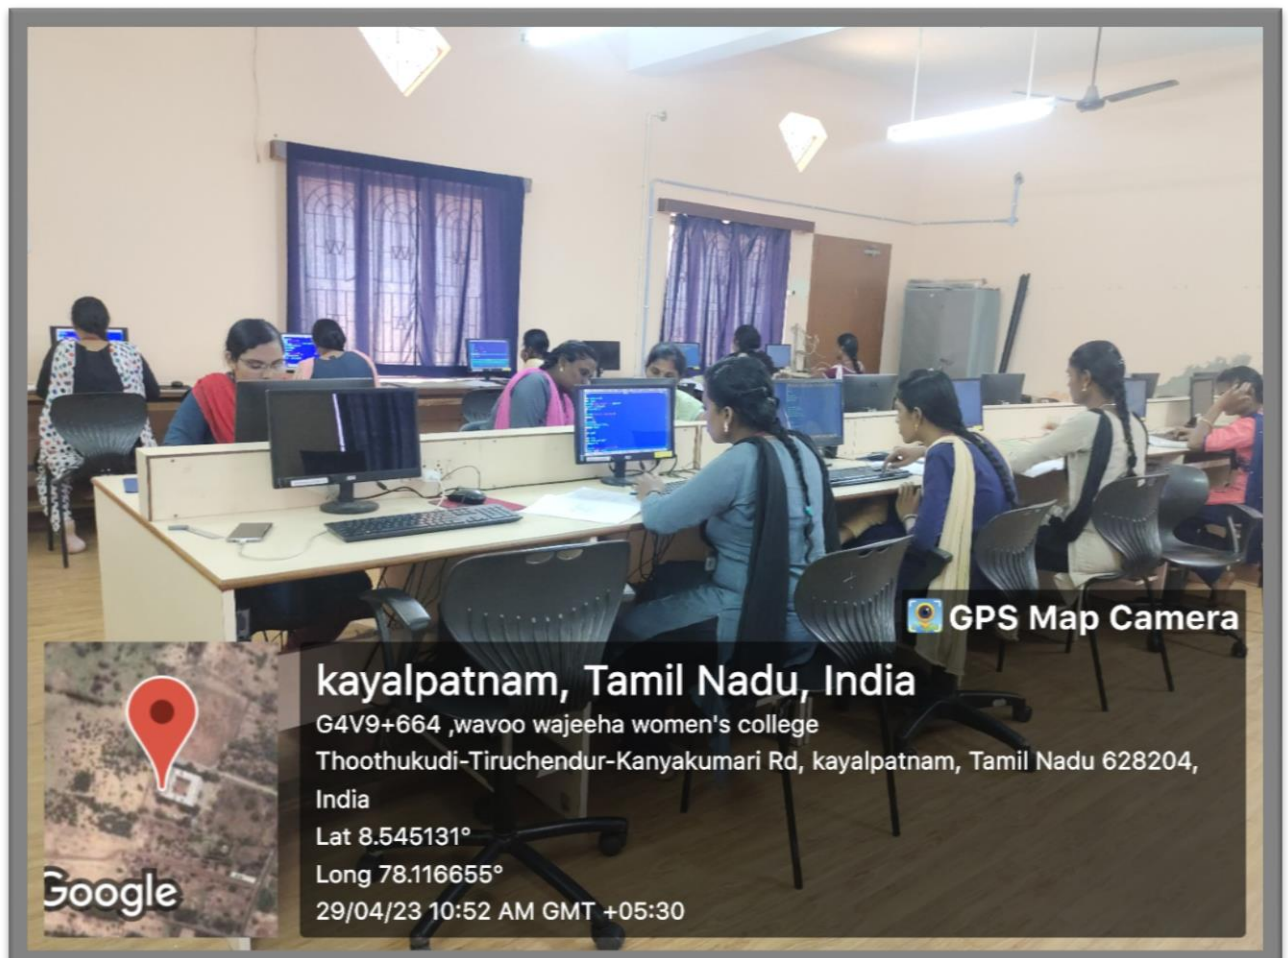 GPS Map Camera
kayalpatnam, Tamil Nadu, India
G4V9+664 ,wavoo wajeeha women's college
Thoothukudi-Tiruchendur-Kanyakumari Rd, kayalpatnam, Tamil Nadu 628204,
India
Lat 8.545131°
Long 78.116655°
29/04/23 10:52 AM GMT +05:30
Google